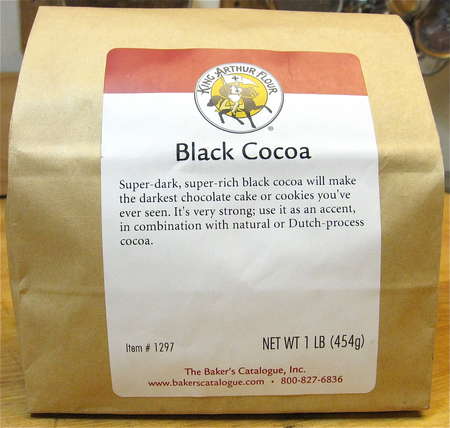 KING ARTHUR FLOUR
®
Black Cocoa
Super-dark, super-rich black cocoa will make
the darkest chocolate cake or cookies you've
ever seen. It's very strong; use it as an accent,
in combination with natural or Dutch-process
cocoa.
Item # 1297 NET WT 1 LB (454g)
The Baker's Catalogue, Inc.
www.bakerscatalogue.com • 800-827-6836